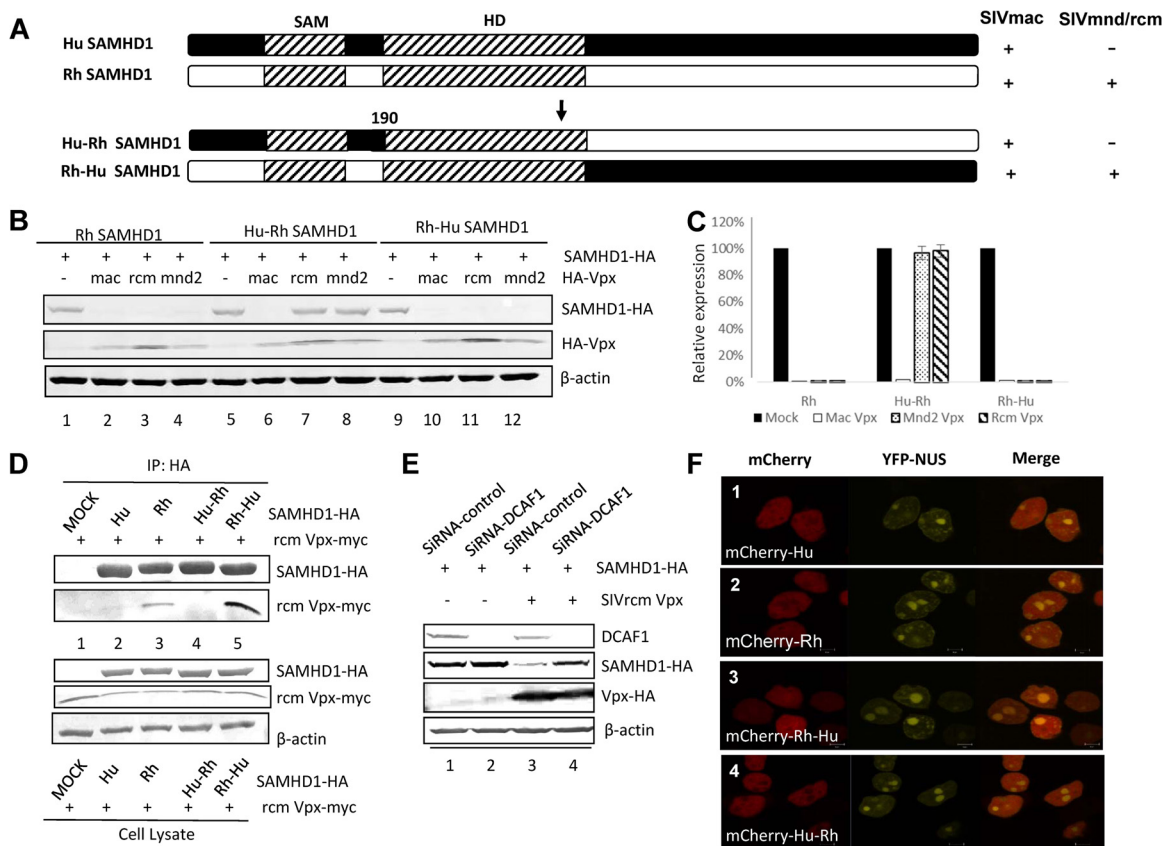 A
SAM HD SIVmac SIVmnd/rcm
Hu SAMHD1 + –
Rh SAMHD1 + +
190
Hu-Rh SAMHD1 + –
Rh-Hu SAMHD1 + +
B
Rh SAMHD1 Hu-Rh SAMHD1 Rh-Hu SAMHD1
+ + + + + + + + + + + + SAMHD1-HA
- mac rcm mnd2 - mac rcm mnd2 - mac rcm mnd2 HA-Vpx
SAMHD1-HA
HA-Vpx
β-actin
1 2 3 4 5 6 7 8 9 10 11 12
C
Relative expression
120%
100%
80%
60%
40%
20%
0%
Rh Hu-Rh Rh-Hu
Mock Mac Vpx Mnd2 Vpx Rcm Vpx
D
IP: HA
MOCK Hu Rh Hu-Rh Rh-Hu SAMHD1-HA
+ + + + + rcm Vpx-myc
SAMHD1-HA
rcm Vpx-myc
1 2 3 4 5
SAMHD1-HA
rcm Vpx-myc
β-actin
MOCK Hu Rh Hu-Rh Rh-Hu SAMHD1-HA
+ + + + + rcm Vpx-myc
Cell Lysate
E
SiRNA-control SiRNA-DCAF1 SiRNA-control SiRNA-DCAF1
+ + + + SAMHD1-HA
- - + + SIVrcm Vpx
DCAF1
SAMHD1-HA
Vpx-HA
β-actin
1 2 3 4
F
mCherry YFP-NUS Merge
1
mCherry-Hu
2
mCherry-Rh
3
mCherry-Rh-Hu
4
mCherry-Hu-Rh